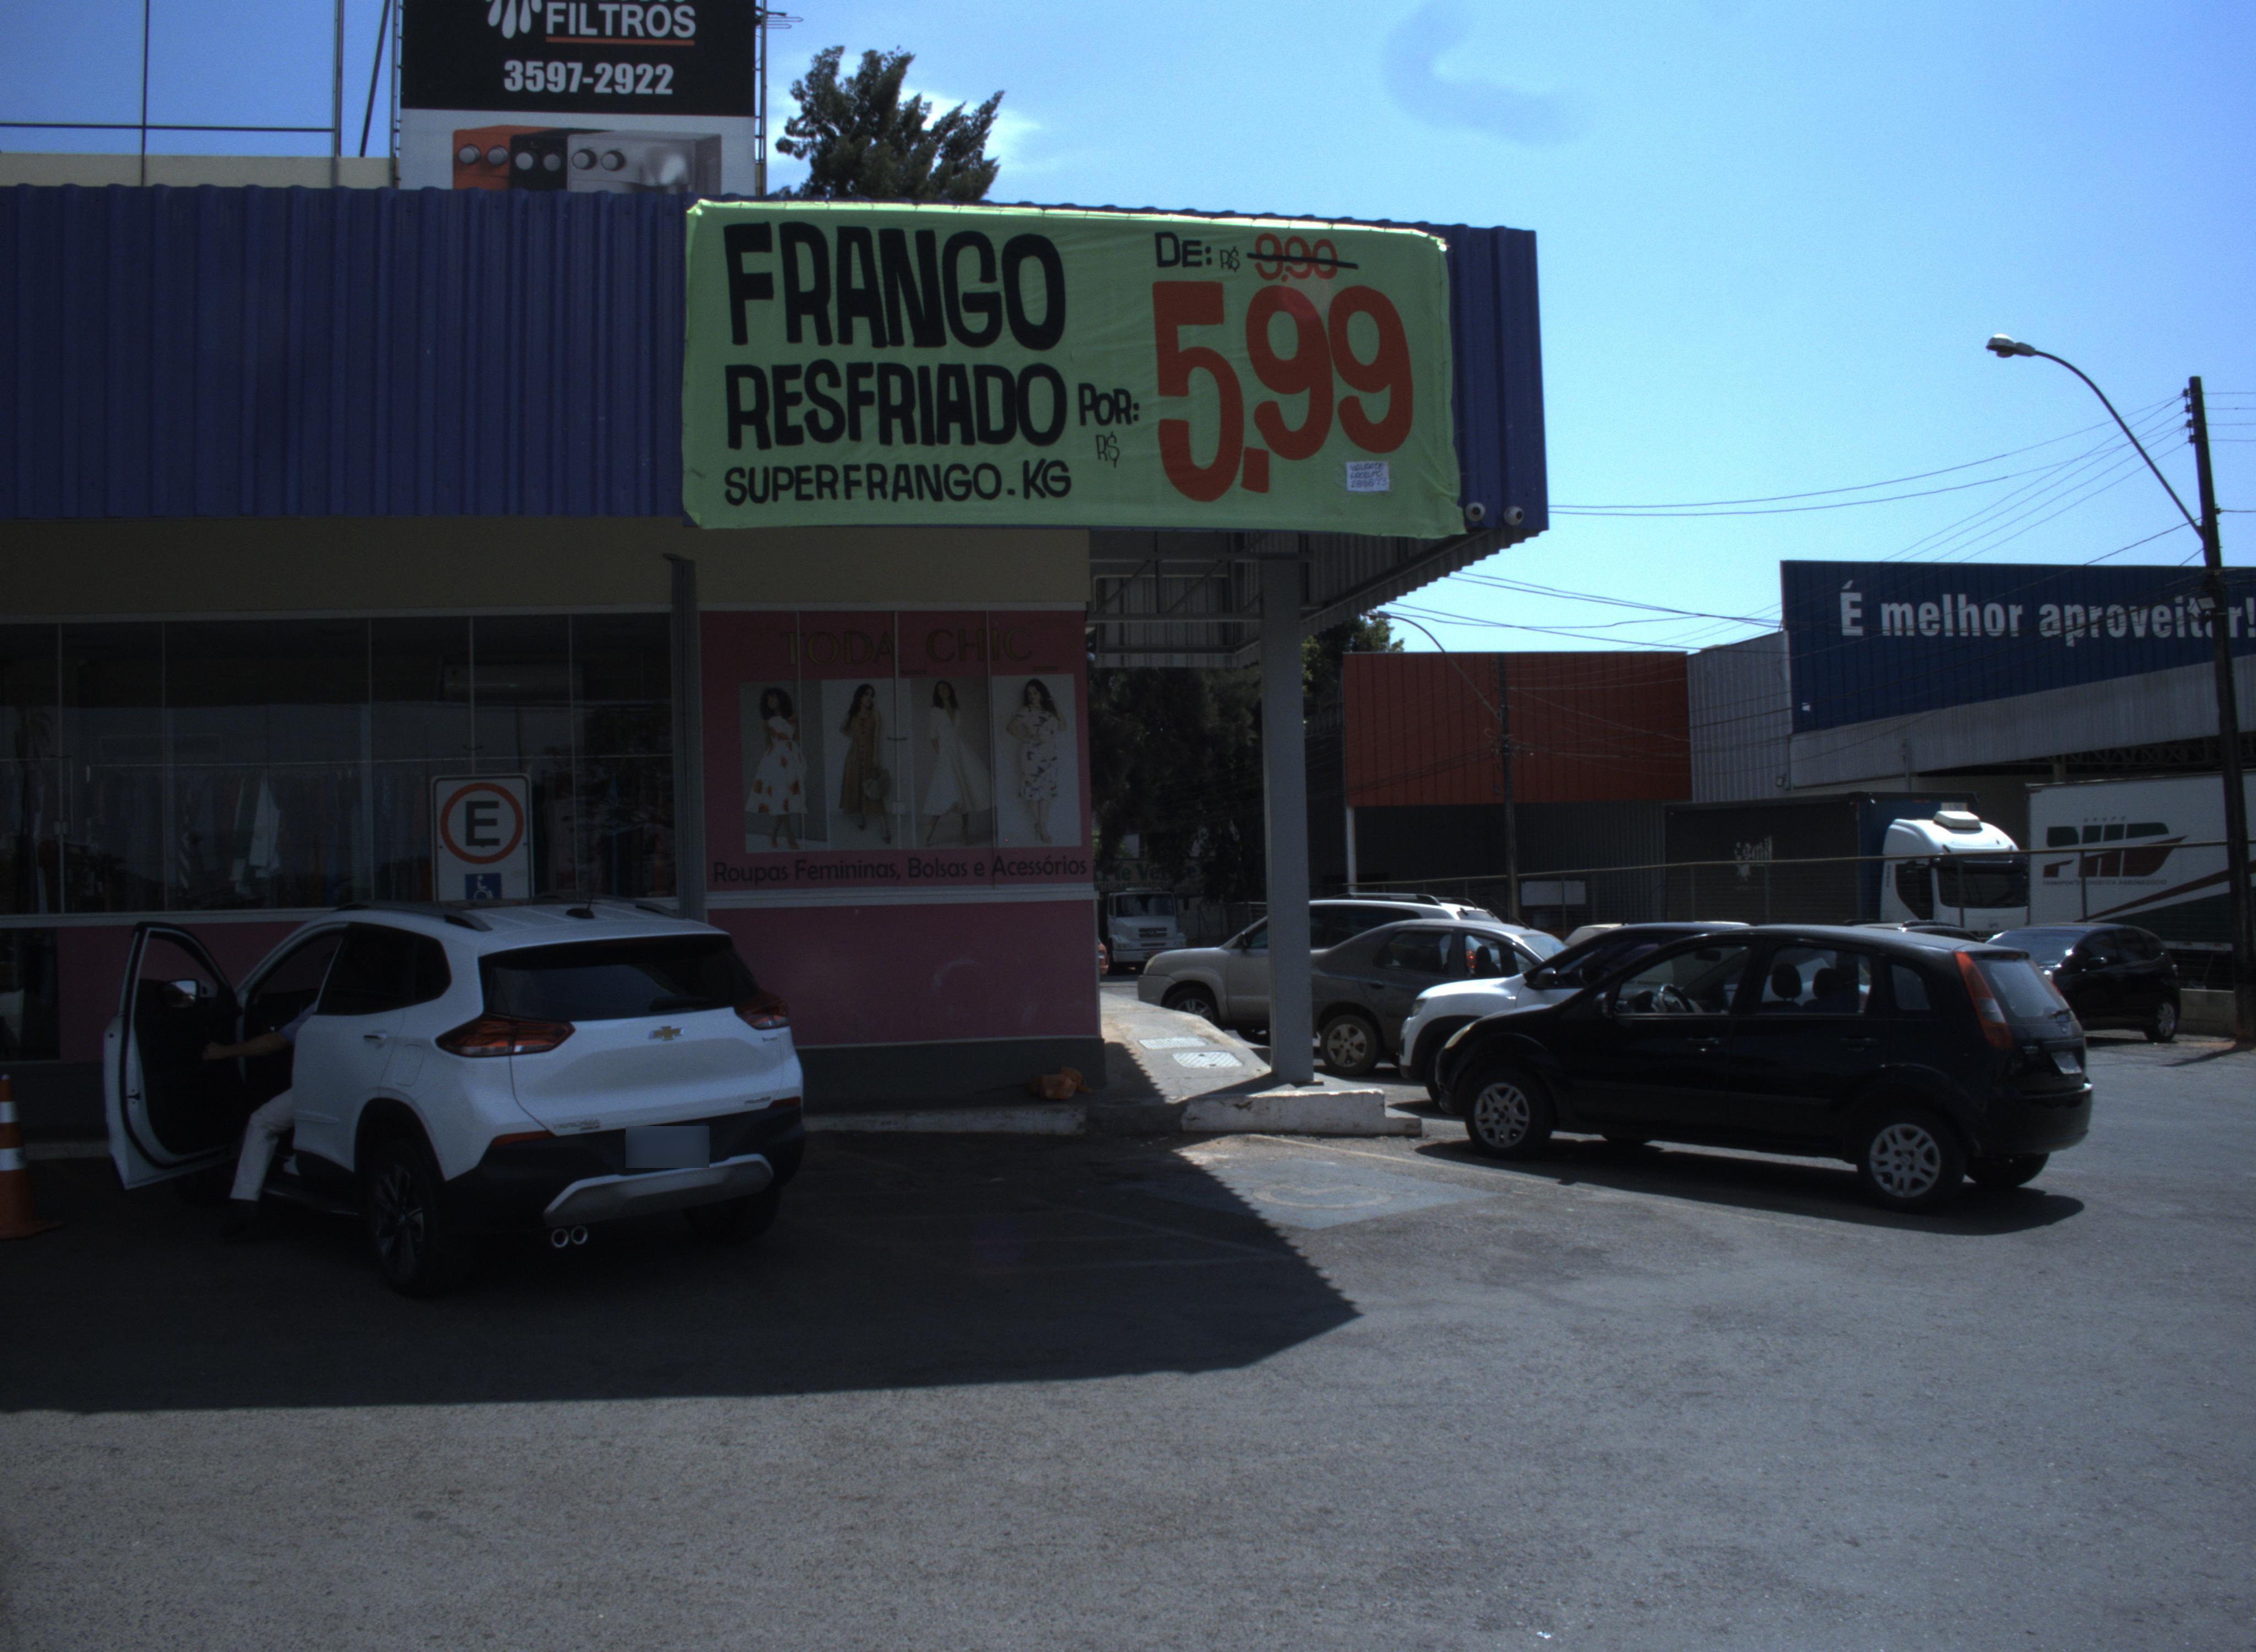 FILTROS
3597-2922
FRANGO
RESFRIADO
SUPERFRANGO.KG
DE: R$ 9,90
POR:
R$
5.99
É melhor aproveitar!
TODA CHIC
Roupas Femininas, Bolsas e Acessórios
E